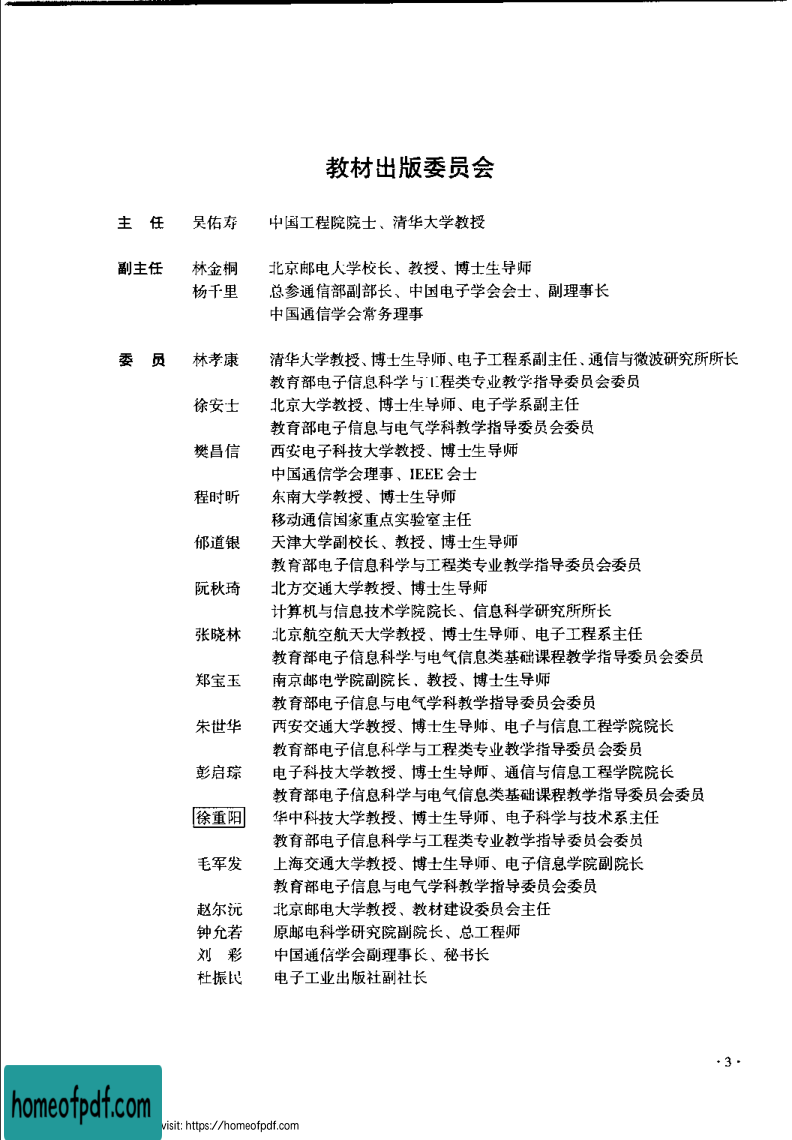 教材出版委员会
主 任 吴佑寿 中国工程院院士、清华大学教授
副主任 林金桐 北京邮电大学校长、教授、博士生导师
杨千里 总参通信部副部长、中国电子学会会士、副理事长
中国通信学会常务理事
委 员 林孝康 清华大学教授、博士生导师、电子工程系副主任、通信与微波研究所所长
教育部电子信息科学与工程类专业教学指导委员会委员
徐安士 北京大学教授、博士生导师、电子学系副主任
教育部电子信息与电气学科教学指导委员会委员
樊昌信 西安电子科技大学教授、博士生导师
中国通信学会理事、IEEE会士
程时昕 东南大学教授、博士生导师
移动通信国家重点实验室主任
郁道银 天津大学副校长、教授、博士生导师
教育部电子信息科学与工程类专业教学指导委员会委员
阮秋琦 北方交通大学教授、博士生导师
计算机与信息技术学院院长、信息科学研究所所长
张晓林 北京航空航天大学教授、博士生导师、电子工程系主任
教育部电子信息科学与电气信息类基础课程教学指导委员会委员
郑宝玉 南京邮电学院副院长、教授、博士生导师
教育部电子信息与电气学科教学指导委员会委员
朱世华 西安交通大学教授、博士生导师、电子与信息工程学院院长
教育部电子信息科学与工程类专业教学指导委员会委员
彭启琮 电子科技大学教授、博士生导师、通信与信息工程学院院长
教育部电子信息科学与电气信息类基础课程教学指导委员会委员
徐重阳 华中科技大学教授、博士生导师、电子科学与技术系主任
教育部电子信息科学与工程类专业教学指导委员会委员
毛军发 上海交通大学教授、博士生导师、电子信息学院副院长
教育部电子信息与电气学科教学指导委员会委员
赵尔沅 北京邮电大学教授、教材建设委员会主任
钟允若 原邮电科学研究院副院长、总工程师
刘 彩 中国通信学会副理事长、秘书长
杜振民 电子工业出版社副社长
·3·
homeofpdf.com
visit: https://homeofpdf.com